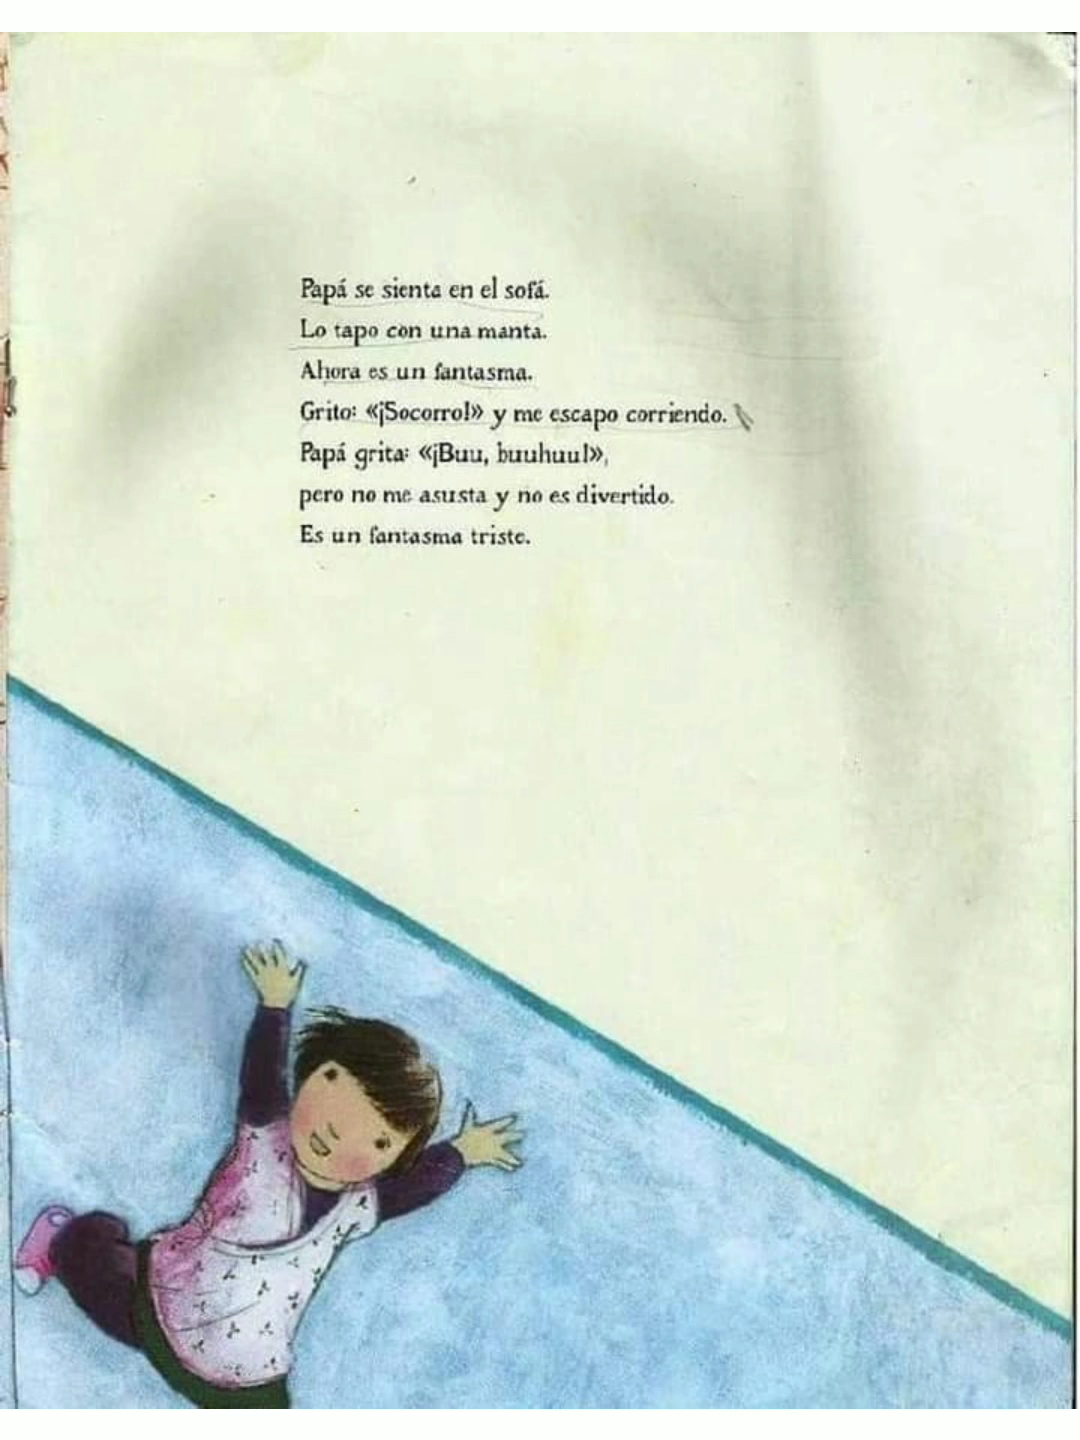 Papá se sienta en el sofá.
Lo tapo con una manta.
Ahora es un fantasma.
Grito: «¡Socorro!» y me escapo corriendo.
Papá grita: «¡Buu, buuhuu!»,
pero no me asusta y no es divertido.
Es un fantasma triste.